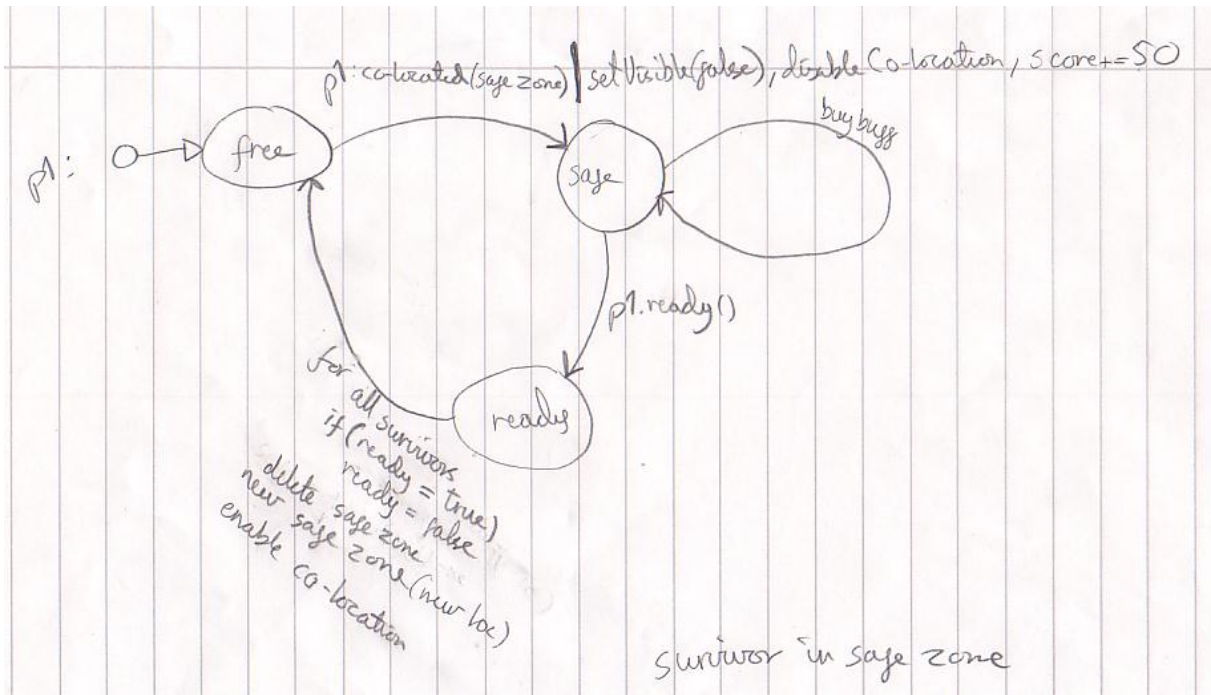 p1: co-located(safe zone) | setVisible(false), disable Co-location, score+=50
buy buff
p1:
free
safe
p1.ready()
ready
for all survivors
if(ready = true)
ready = false
delete safe zone
new safe zone(new loc)
enable co-location
survivor in safe zone